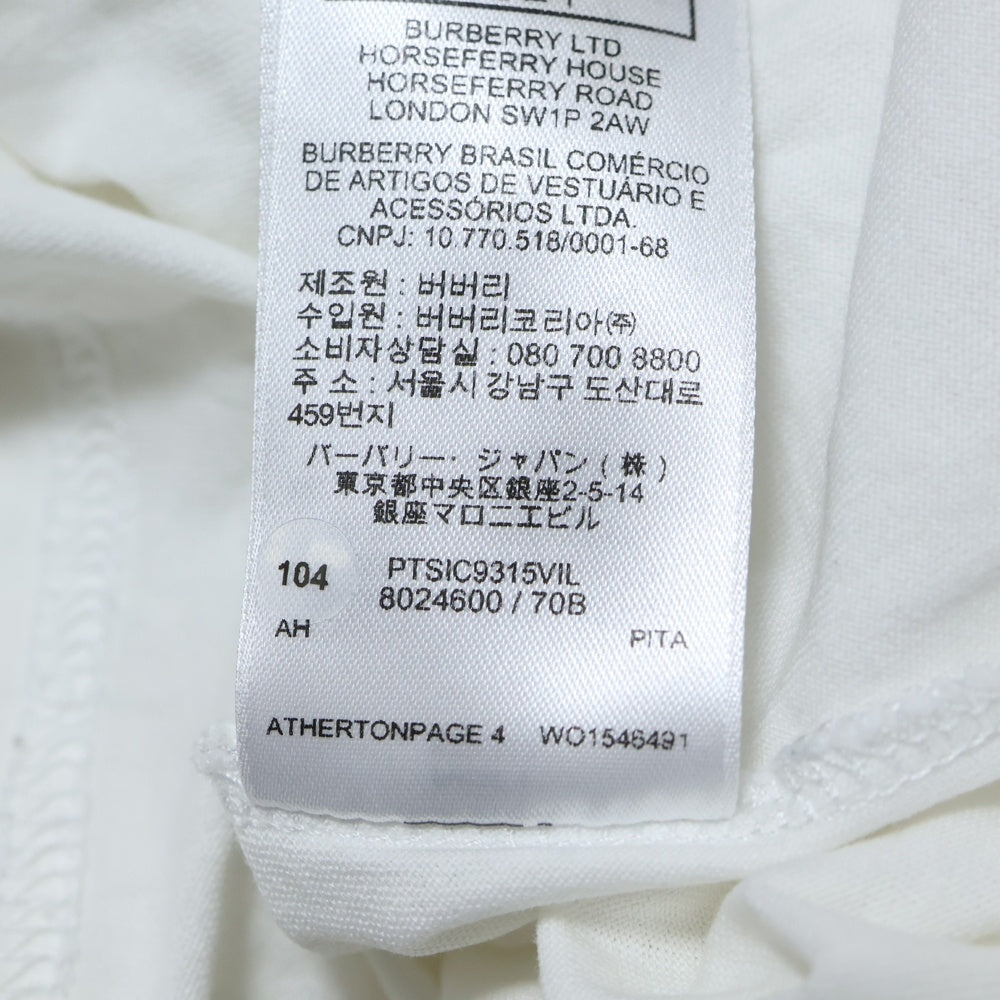 BURBERRY LTD
HORSEFERRY HOUSE
HORSEFERRY ROAD
LONDON SW1P 2AW
BURBERRY BRASIL COMÉRCIO
DE ARTIGOS DE VESTUÁRIO E
ACESSÓRIOS LTDA.
CNPJ: 10.770.518/0001-68
제조원 : 버버리
수입원 : 버버리코리아㈜
소비자상담실 : 080 700 8800
주 소 : 서울시 강남구 도산대로
459번지
バーバリー・ジャパン ( 株 )
東京都中央区銀座2-5-14
銀座マロニエビル
104 PTSIC9315VIL
8024600 / 70B
AH PITA
ATHERTONPAGE 4 WO1546491